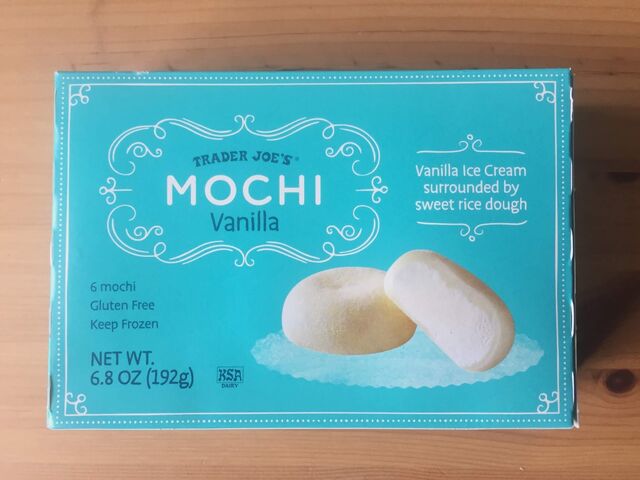 TRADER JOE'S®
MOCHI
Vanilla
Vanilla Ice Cream
surrounded by
sweet rice dough
6 mochi
Gluten Free
Keep Frozen
NET WT.
6.8 OZ (192g)
KSA
DAIRY